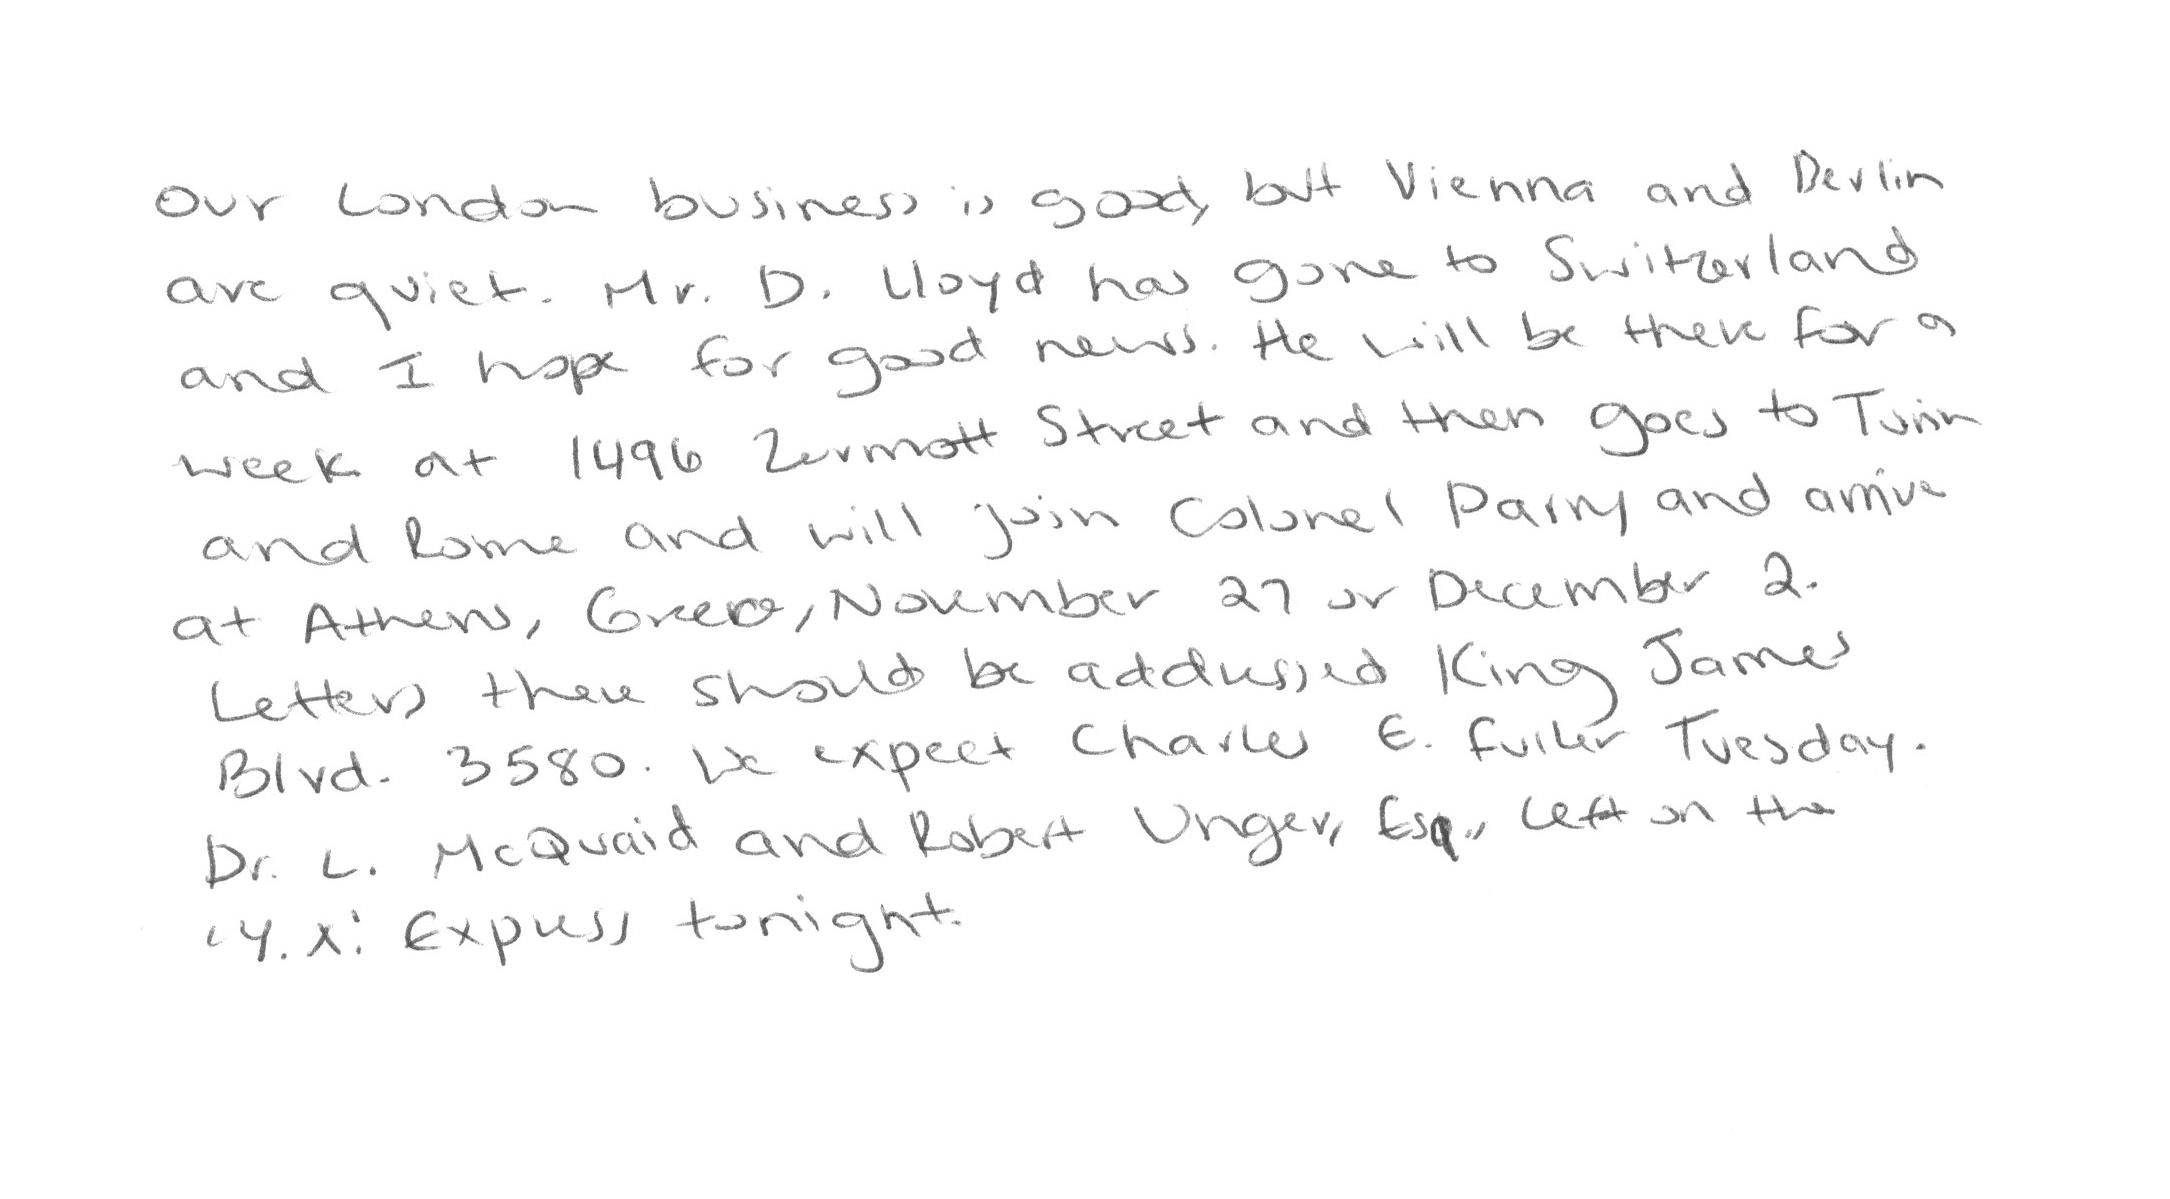 Our London business is good, but Vienna and Berlin
are quiet. Mr. D. Lloyd has gone to Switzerland
and I hope for good news. He will be there for a
week at 1496 Zermott Street and then goes to Turin
and Rome and will join Colonel Parry and arrive
at Athens, Greece, November 27 or December 2.
Letters there should be addressed King James
Blvd. 3580. We expect Charles E. Fuller Tuesday.
Dr. L. McQuaid and Robert Unger, Esq., left on the
'Y.X.' Express tonight.